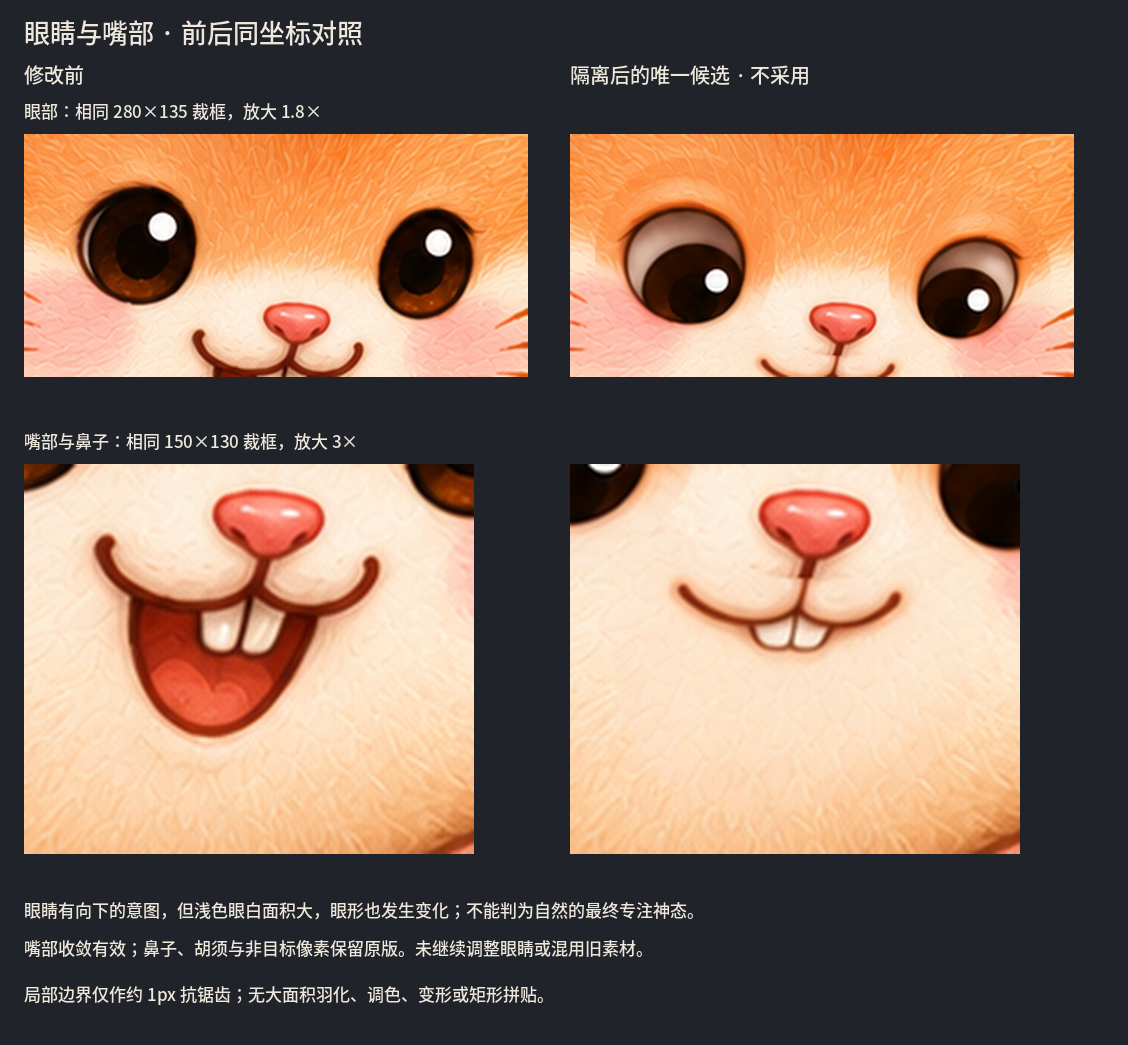 眼睛与嘴部 · 前后同坐标对照
修改前
隔离后的唯一候选 · 不采用
眼部：相同 280×135 裁框，放大 1.8×
嘴部与鼻子：相同 150×130 裁框，放大 3×
眼睛有向下的意图，但浅色眼白面积大，眼形也发生变化；不能判为自然的最终专注神态。
嘴部收敛有效；鼻子、胡须与非目标像素保留原版。未继续调整眼睛或混用旧素材。
局部边界仅作约 1px 抗锯齿；无大面积羽化、调色、变形或矩形拼贴。